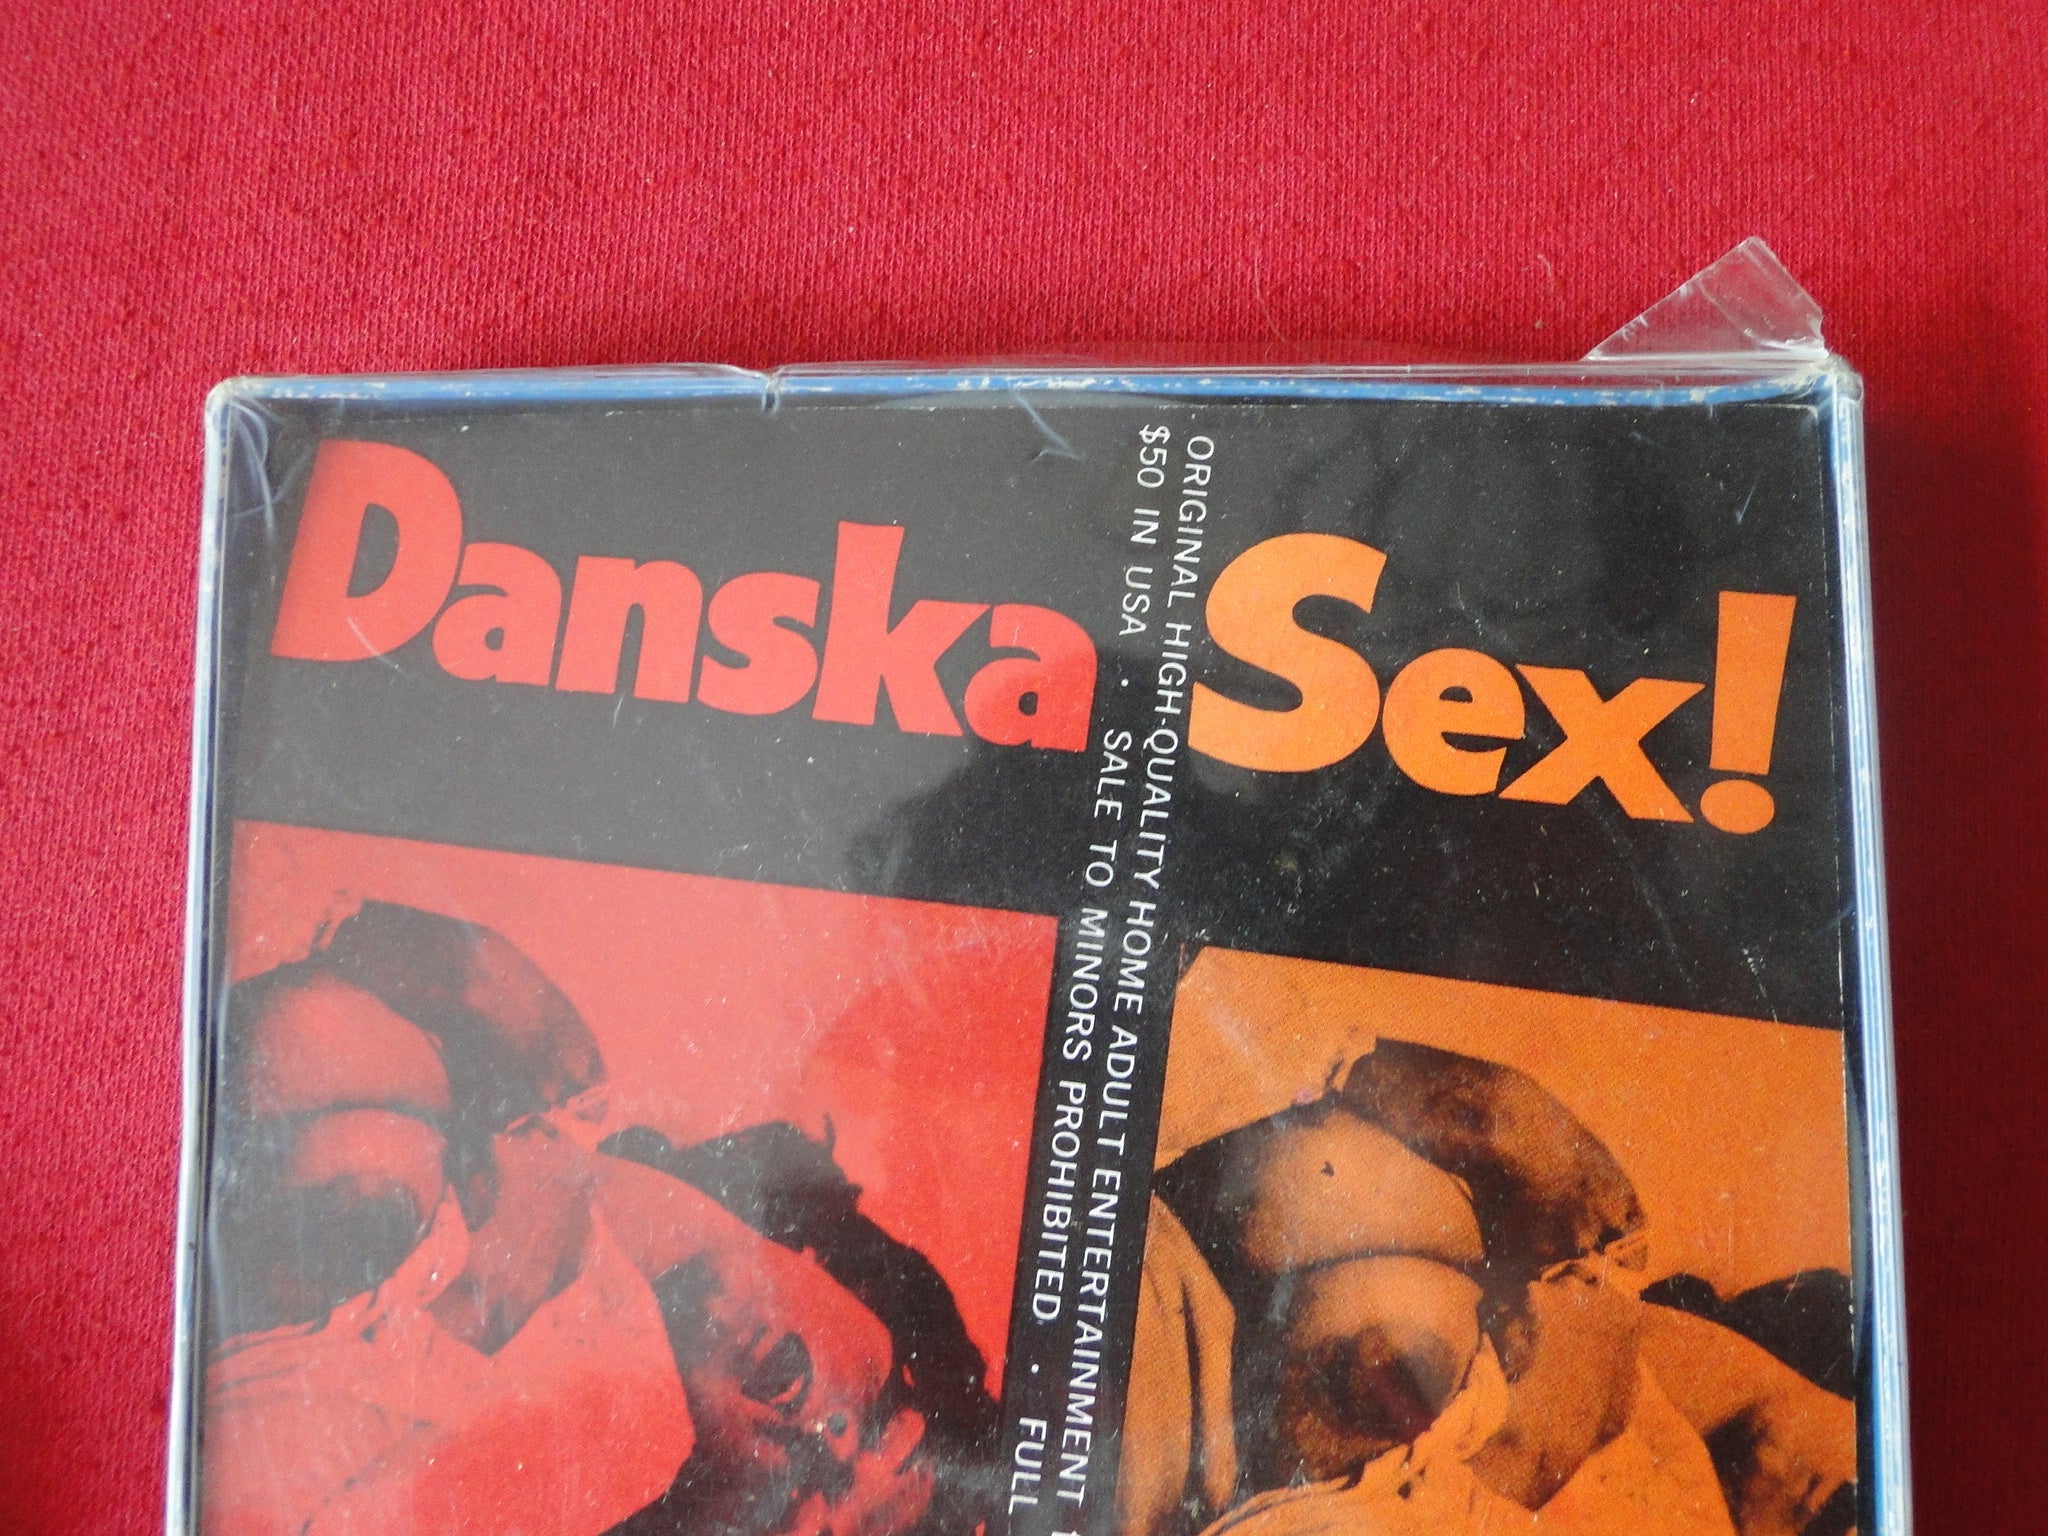 Danska Sex!
ORIGINAL HIGH-QUALITY HOME ADULT ENTERTAINMENT
$50 IN USA · SALE TO MINORS PROHIBITED · FULL